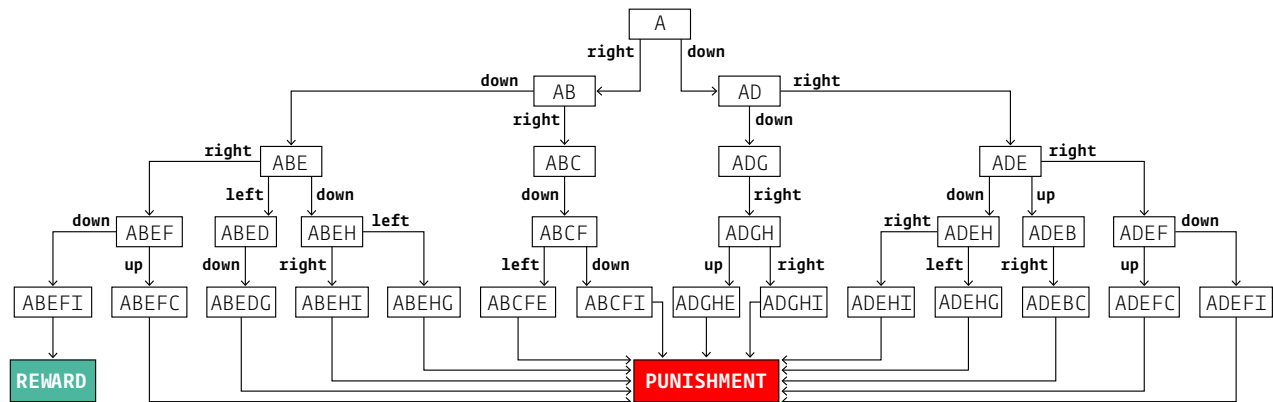 A
right down
down AB AD right
right down
right ABE ABC ADG ADE right
left down down right down up
down ABEF ABED ABEH left ABCF ADGH right ADEH ADEB ADEF down
up down right left down up right left right up
ABEFI ABEFC ABEDG ABEHI ABEHG ABCFE ABCFI ADGHE ADGHI ADEHI ADEHG ADEBC ADEFC ADEFI
REWARD PUNISHMENT